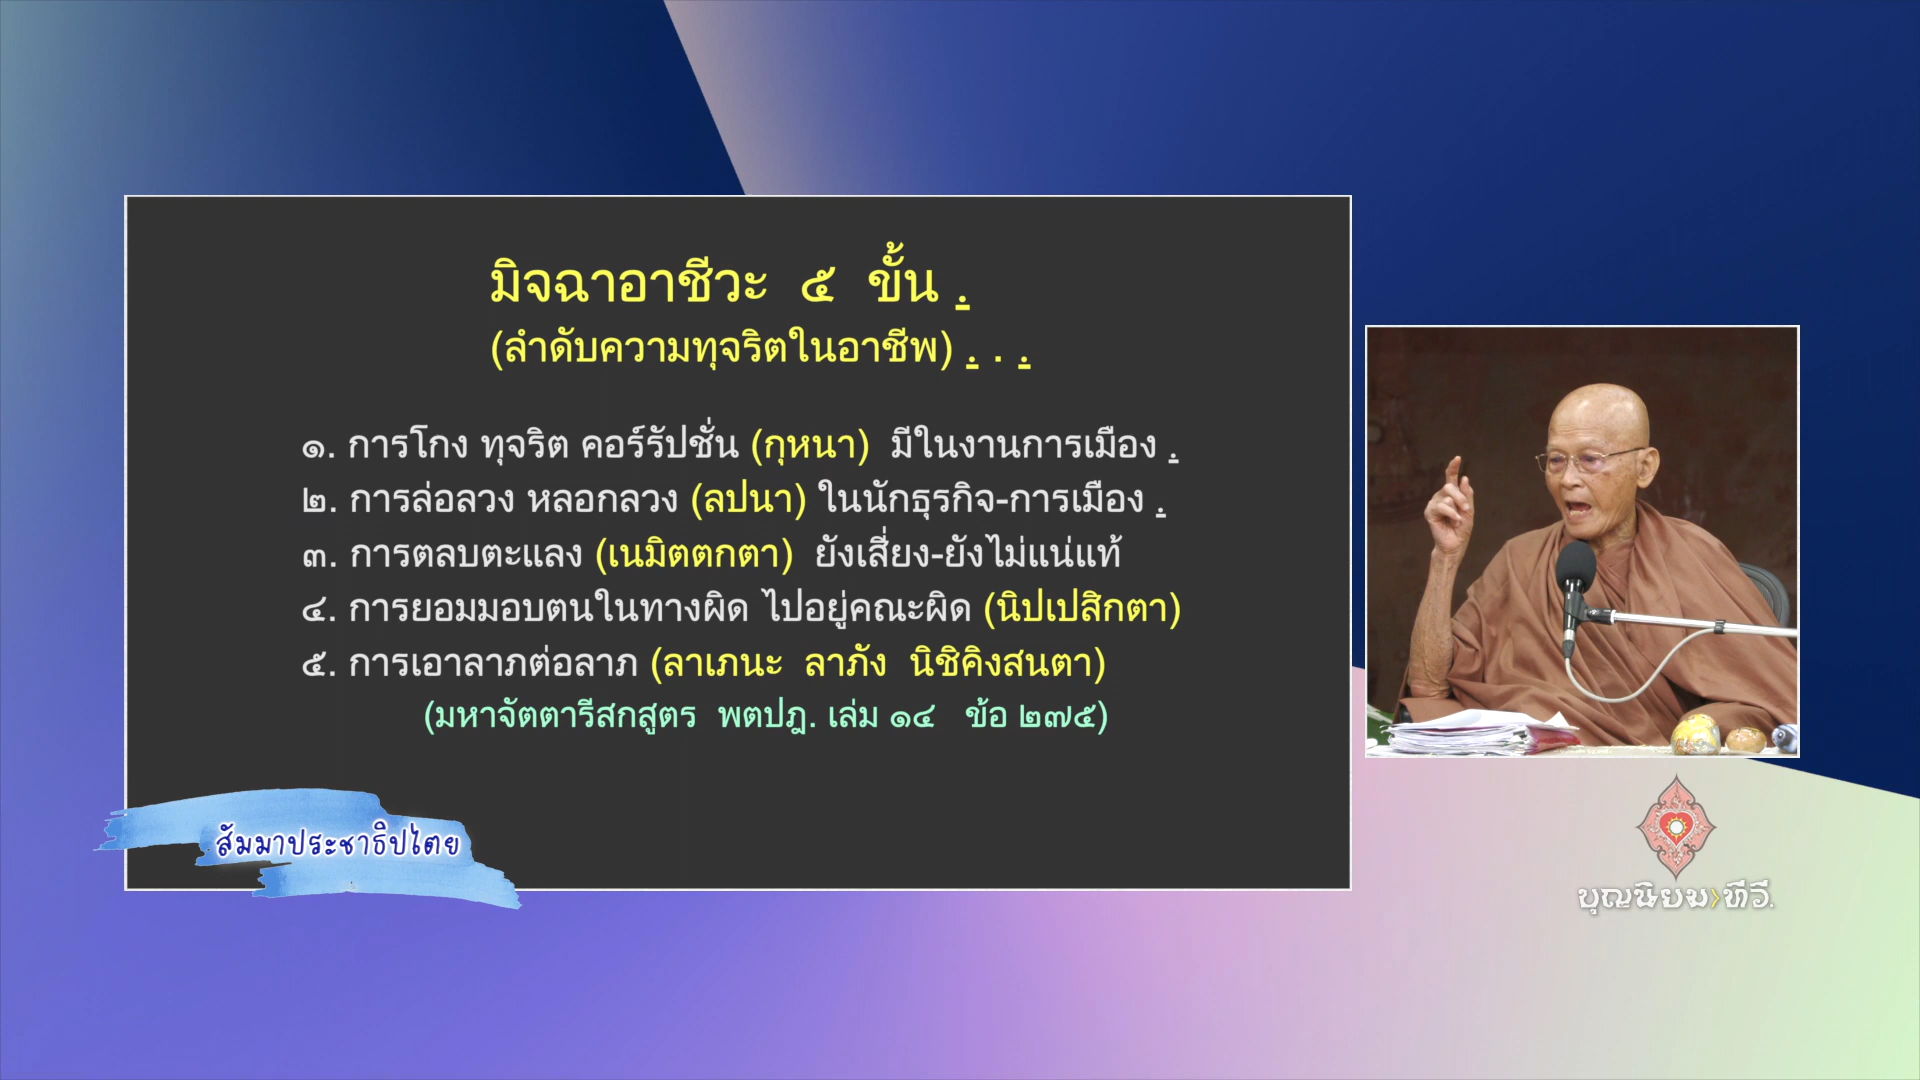 มิจฉาอาชีวะ ๕ ขั้น .
(ลำดับความทุจริตในอาชีพ) . . .
๑. การโกง ทุจริต คอร์รัปชั่น (กุหนา) มีในงานการเมือง .
๒. การล่อลวง หลอกลวง (ลปนา) ในนักธุรกิจ-การเมือง .
๓. การตลบตะแลง (เนมิตตกตา) ยังเสี่ยง-ยังไม่แน่แท้
๔. การยอมมอบตนในทางผิด ไปอยู่คณะผิด (นิปเปสิกตา)
๕. การเอาลาภต่อลาภ (ลาเภนะ ลาภัง นิชิคิงสนตา)
(มหาจัตตารีสกสูตร พตปฎ. เล่ม ๑๔ ข้อ ๒๗๕)
สัมมาประชาธิปไตย
บุญนิยม>ทีวี.